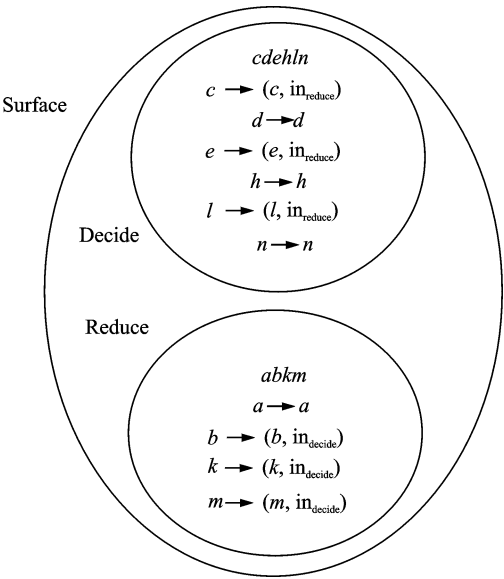 cdehln
Surface
c → (c, in_reduce)
d → d
e → (e, in_reduce)
h → h
l → (l, in_reduce)
Decide
n → n
Reduce
abkm
a → a
b → (b, in_decide)
k → (k, in_decide)
m → (m, in_decide)